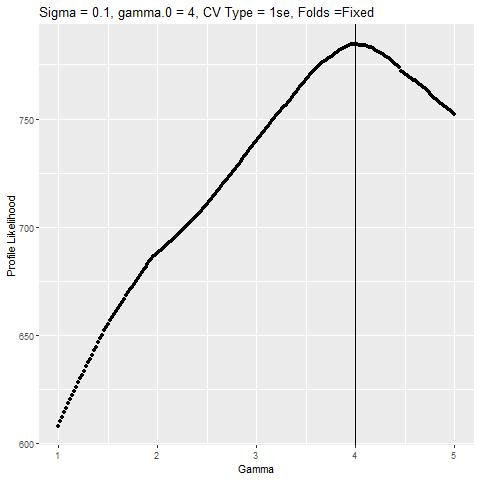 Sigma = 0.1, gamma.0 = 4, CV Type = 1se, Folds =Fixed
Profile Likelihood
750
700
650
600
1 2 3 4 5
Gamma